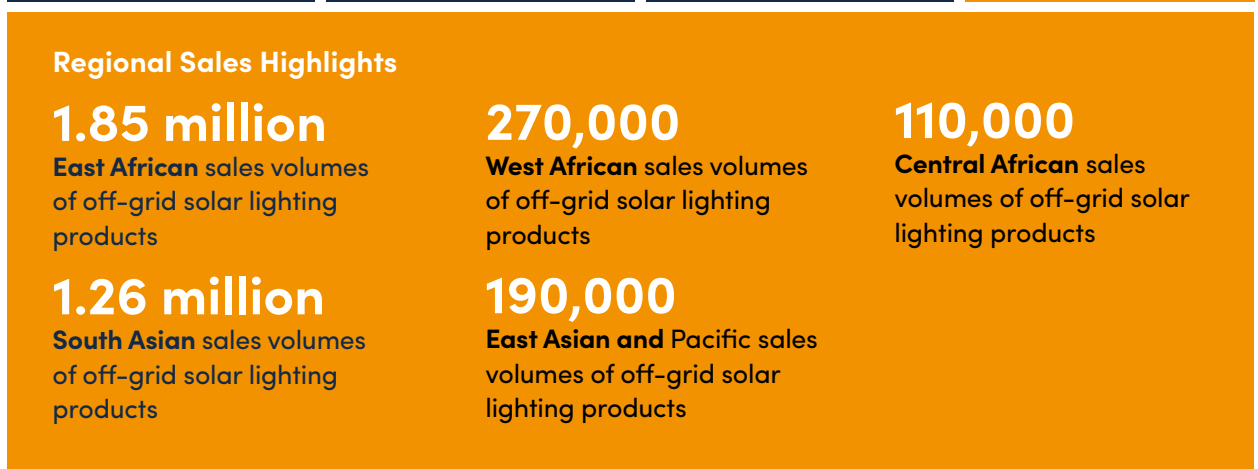 Regional Sales Highlights
1.85 million
East African sales volumes
of off-grid solar lighting
products
270,000
West African sales volumes
of off-grid solar lighting
products
110,000
Central African sales
volumes of off-grid solar
lighting products
1.26 million
South Asian sales volumes
of off-grid solar lighting
products
190,000
East Asian and Pacific sales
volumes of off-grid solar
lighting products